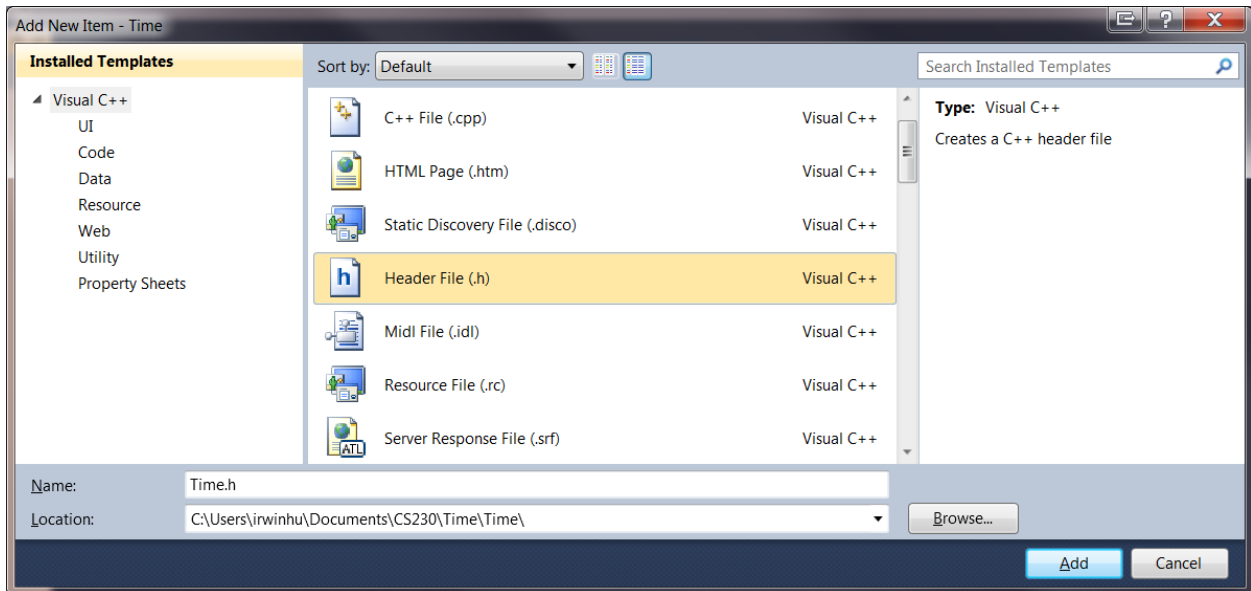 Add New Item - Time
Installed Templates
Visual C++
UI
Code
Data
Resource
Web
Utility
Property Sheets
Sort by: Default
C++ File (.cpp) Visual C++
HTML Page (.htm) Visual C++
Static Discovery File (.disco) Visual C++
h Header File (.h) Visual C++
Midl File (.idl) Visual C++
Resource File (.rc) Visual C++
ATL Server Response File (.srf) Visual C++
Search Installed Templates
Type: Visual C++
Creates a C++ header file
Name: Time.h
Location: C:\Users\irwinhu\Documents\CS230\Time\Time\
Browse...
Add Cancel